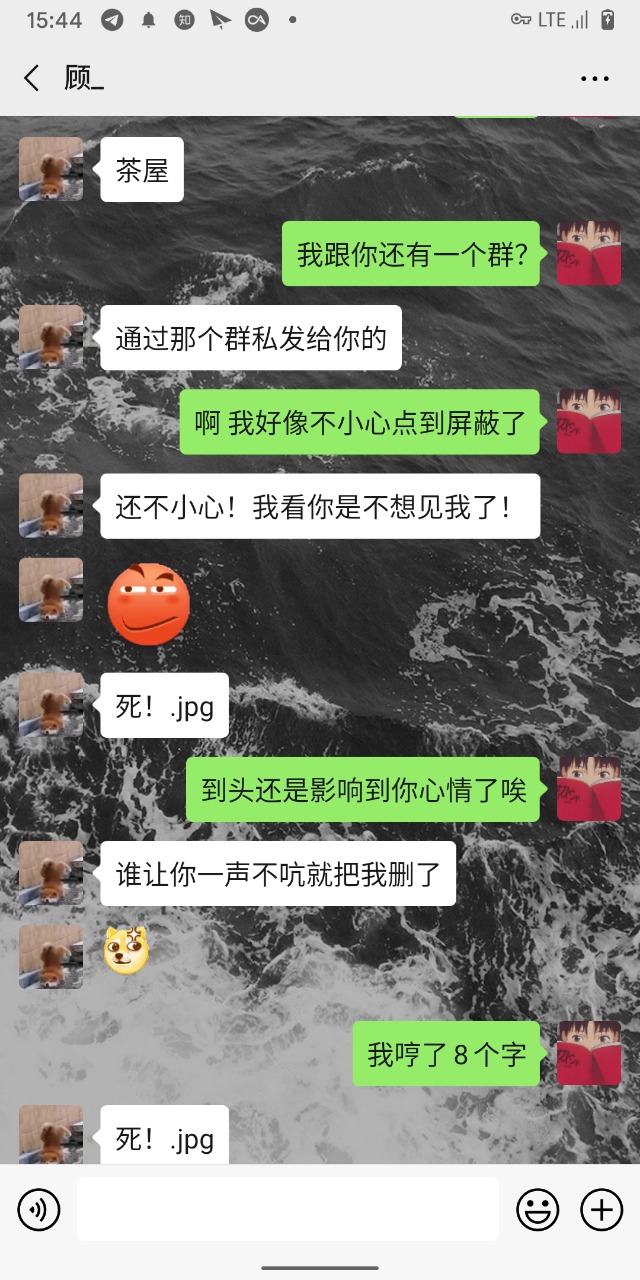 15:44
知
CA
LTE
顾_
茶屋
我跟你还有一个群?
通过那个群私发给你的
啊 我好像不小心点到屏蔽了
还不小心！我看你是不想见我了！
死！.jpg
到头还是影响到你心情了唉
谁让你一声不吭就把我删了
我哼了8个字
死！.jpg